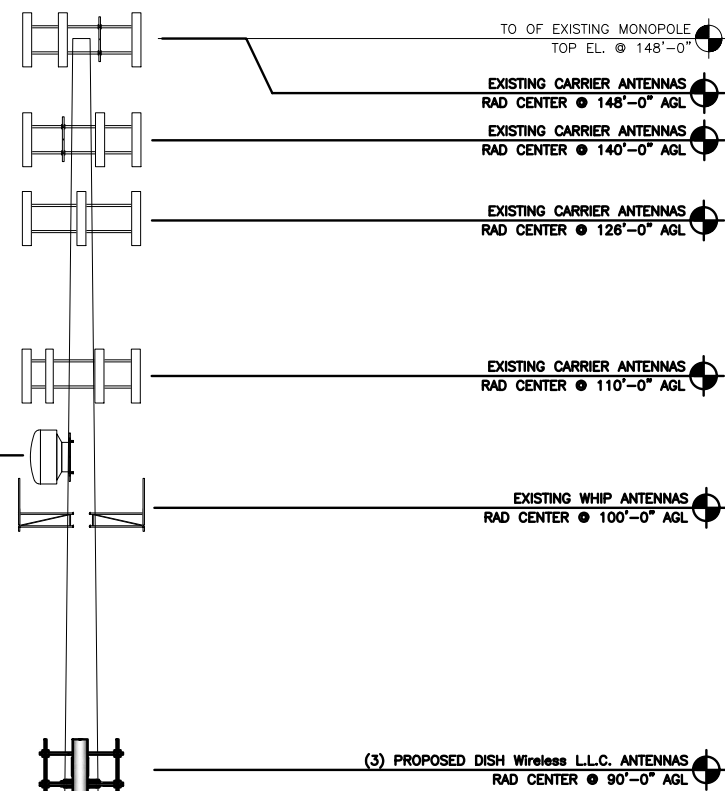 TO OF EXISTING MONOPOLE
TOP EL. @ 148'-0"
EXISTING CARRIER ANTENNAS
RAD CENTER @ 148'-0" AGL
EXISTING CARRIER ANTENNAS
RAD CENTER @ 140'-0" AGL
EXISTING CARRIER ANTENNAS
RAD CENTER @ 126'-0" AGL
EXISTING CARRIER ANTENNAS
RAD CENTER @ 110'-0" AGL
EXISTING WHIP ANTENNAS
RAD CENTER @ 100'-0" AGL
(3) PROPOSED DISH Wireless L.L.C. ANTENNAS
RAD CENTER @ 90'-0" AGL